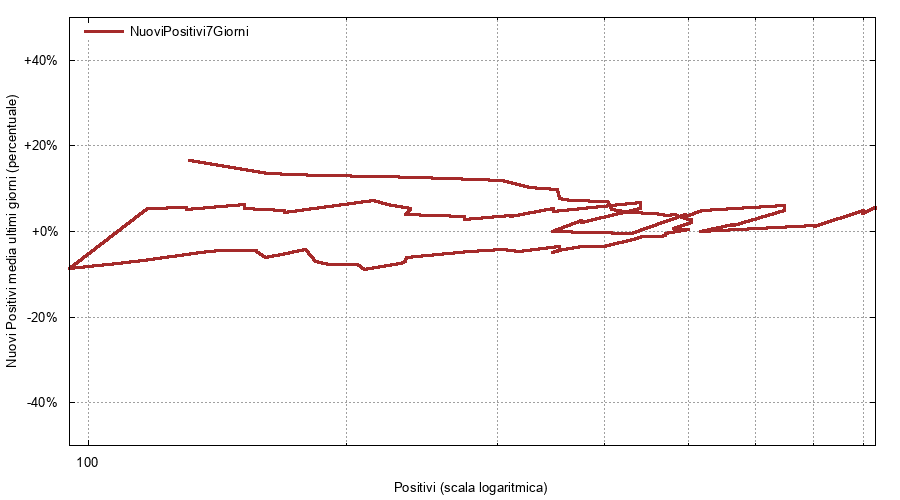 NuoviPositivi7Giorni
+40%
+20%
+0%
-20%
-40%
Nuovi Positivi media ultimi giorni (percentuale)
100
Positivi (scala logaritmica)